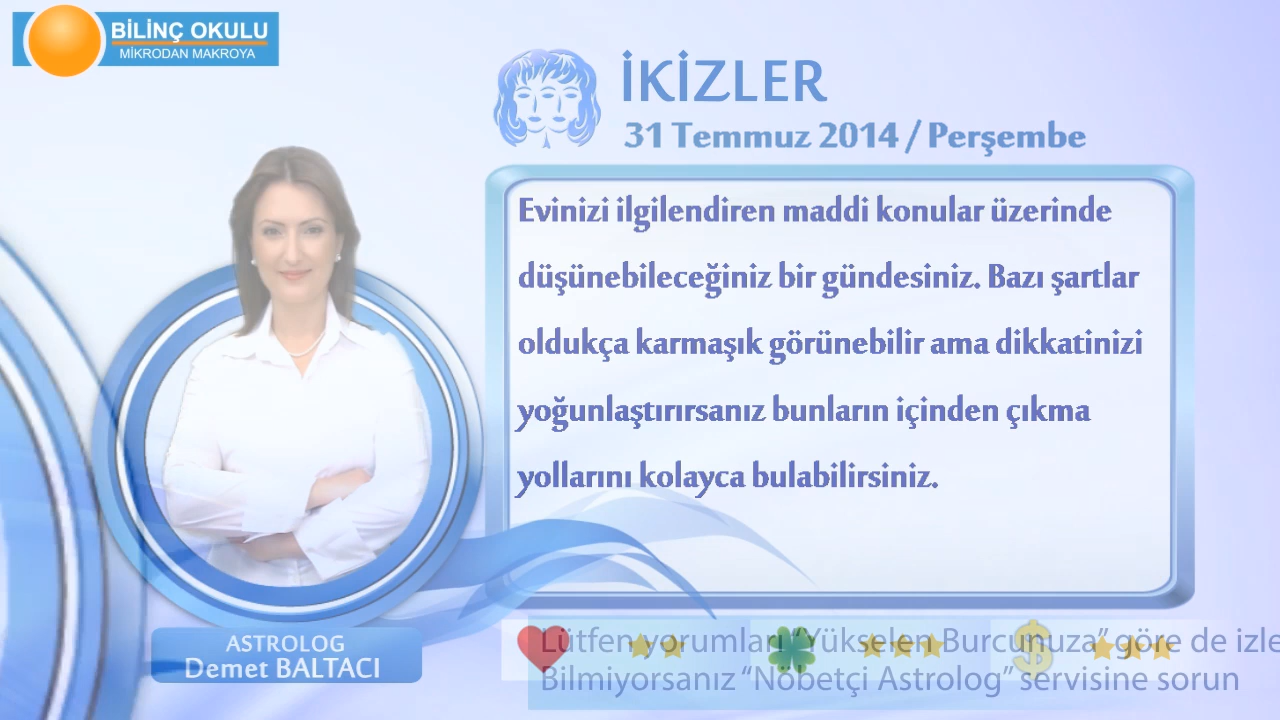 BİLİNÇ OKULU
MİKRODAN MAKROYA
İKİZLER
31 Temmuz 2014 / Perşembe
Evinizi ilgilendiren maddi konular üzerinde
düşünebileceğiniz bir gündesiniz. Bazı şartlar
oldukça karmaşık görünebilir ama dikkatinizi
yoğunlaştırırsanız bunların içinden çıkma
yollarını kolayca bulabilirsiniz.
ASTROLOG
Demet BALTACI
Lütfen yorumları "Yükselen Burcunuza" göre de izle
Bilmiyorsanız "Nöbetçi Astrolog" servisine sorun